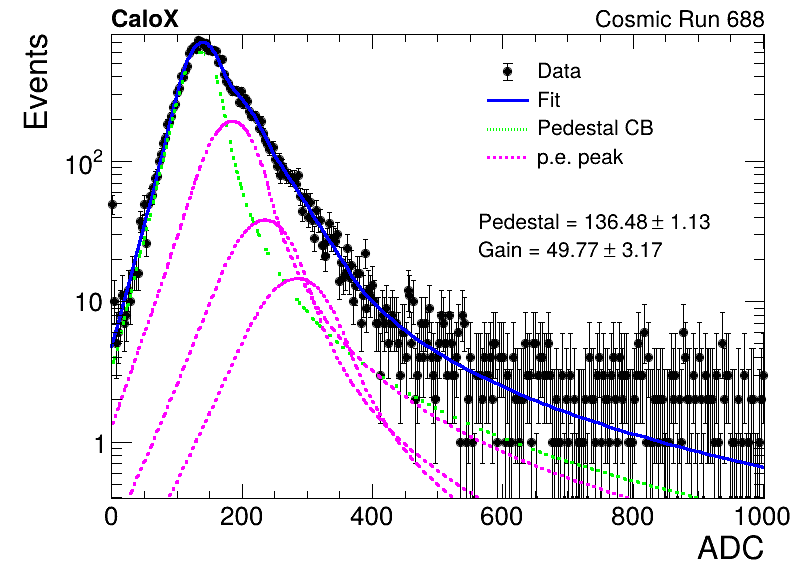 CaloX
Cosmic Run 688
Events
Data
Fit
Pedestal CB
p.e. peak
Pedestal = 136.48 ± 1.13
Gain = 49.77 ± 3.17
10²
10
1
0 200 400 600 800 1000
ADC